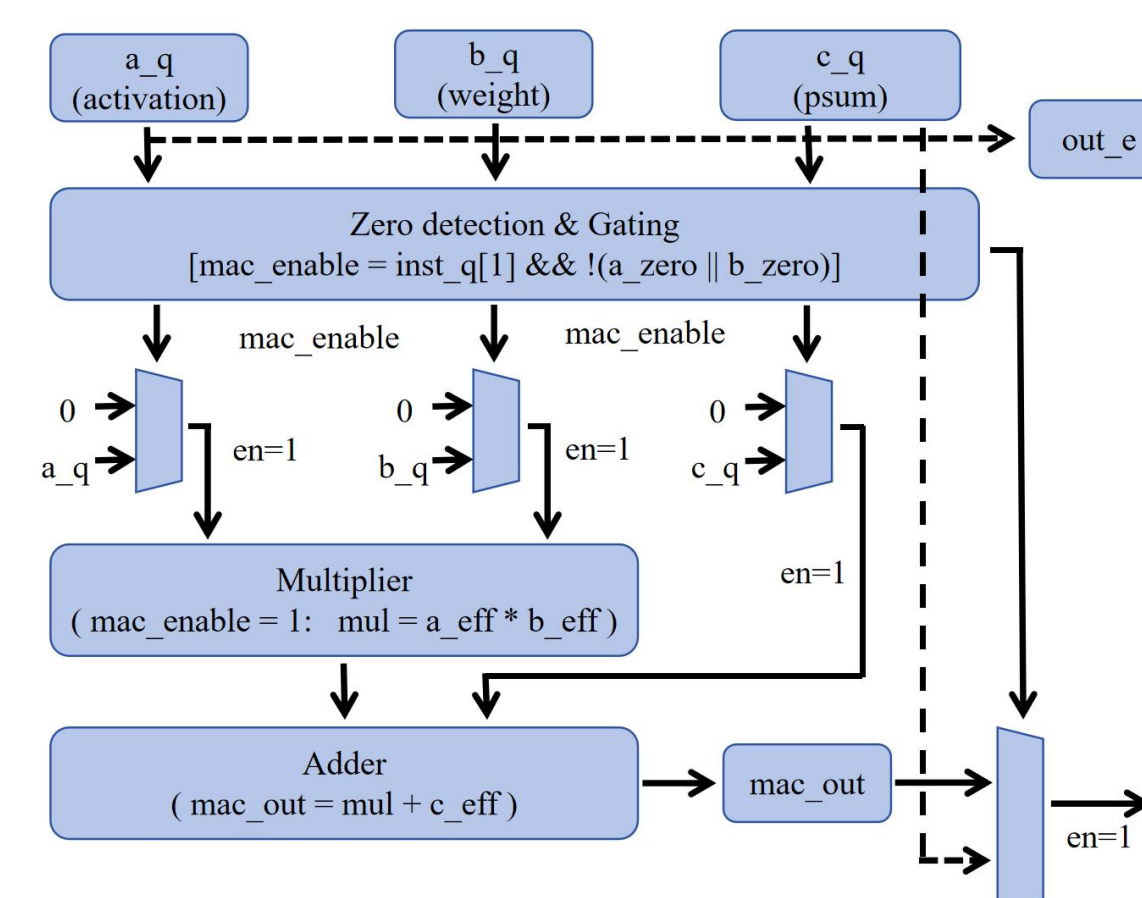 a_q
(activation)
b_q
(weight)
c_q
(psum)
out_e
Zero detection & Gating
[mac_enable = inst_q[1] && !(a_zero || b_zero)]
mac_enable
mac_enable
0
a_q
en=1
0
b_q
en=1
0
c_q
en=1
Multiplier
( mac_enable = 1: mul = a_eff * b_eff )
Adder
( mac_out = mul + c_eff )
mac_out
en=1